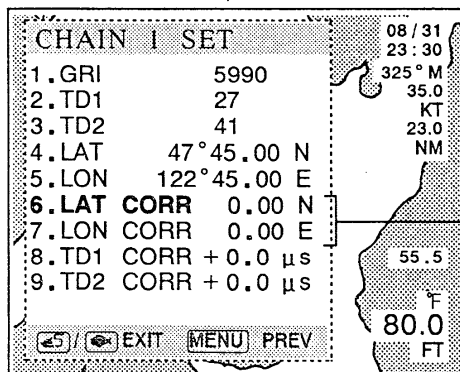 CHAIN 1 SET
1.GRI 5990
2.TD1 27
3.TD2 41
4.LAT 47°45.00 N
5.LON 122°45.00 E
6.LAT CORR 0.00 N
7.LON CORR 0.00 E
8.TD1 CORR +0.0 μs
9.TD2 CORR +0.0 μs
/ EXIT MENU PREV
08/31
23:30
325°M
35.0
KT
23.0
NM
55.5
°F
80.0
FT